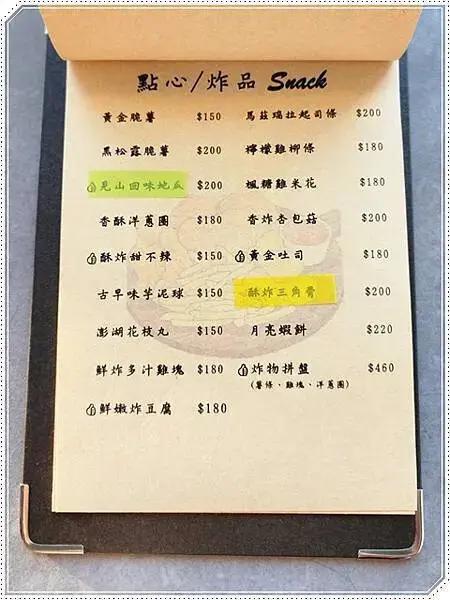 點心/炸品 Snack
黃金脆薯 $150
馬茲瑞拉起司條 $200
黑松露脆薯 $200
檸檬雞柳條 $180
見山回味地瓜 $200
楓糖雞米花 $180
香酥洋蔥圈 $180
香炸杏包菇 $200
酥炸甜不辣 $150
黃金吐司 $180
古早味芋泥球 $150
酥炸三角骨 $200
澎湖花枝丸 $150
月亮蝦餅 $220
鮮炸多汁雞塊 $180
炸物拼盤 $460
(薯條、雞塊、洋蔥圈)
鮮嫩炸豆腐 $180